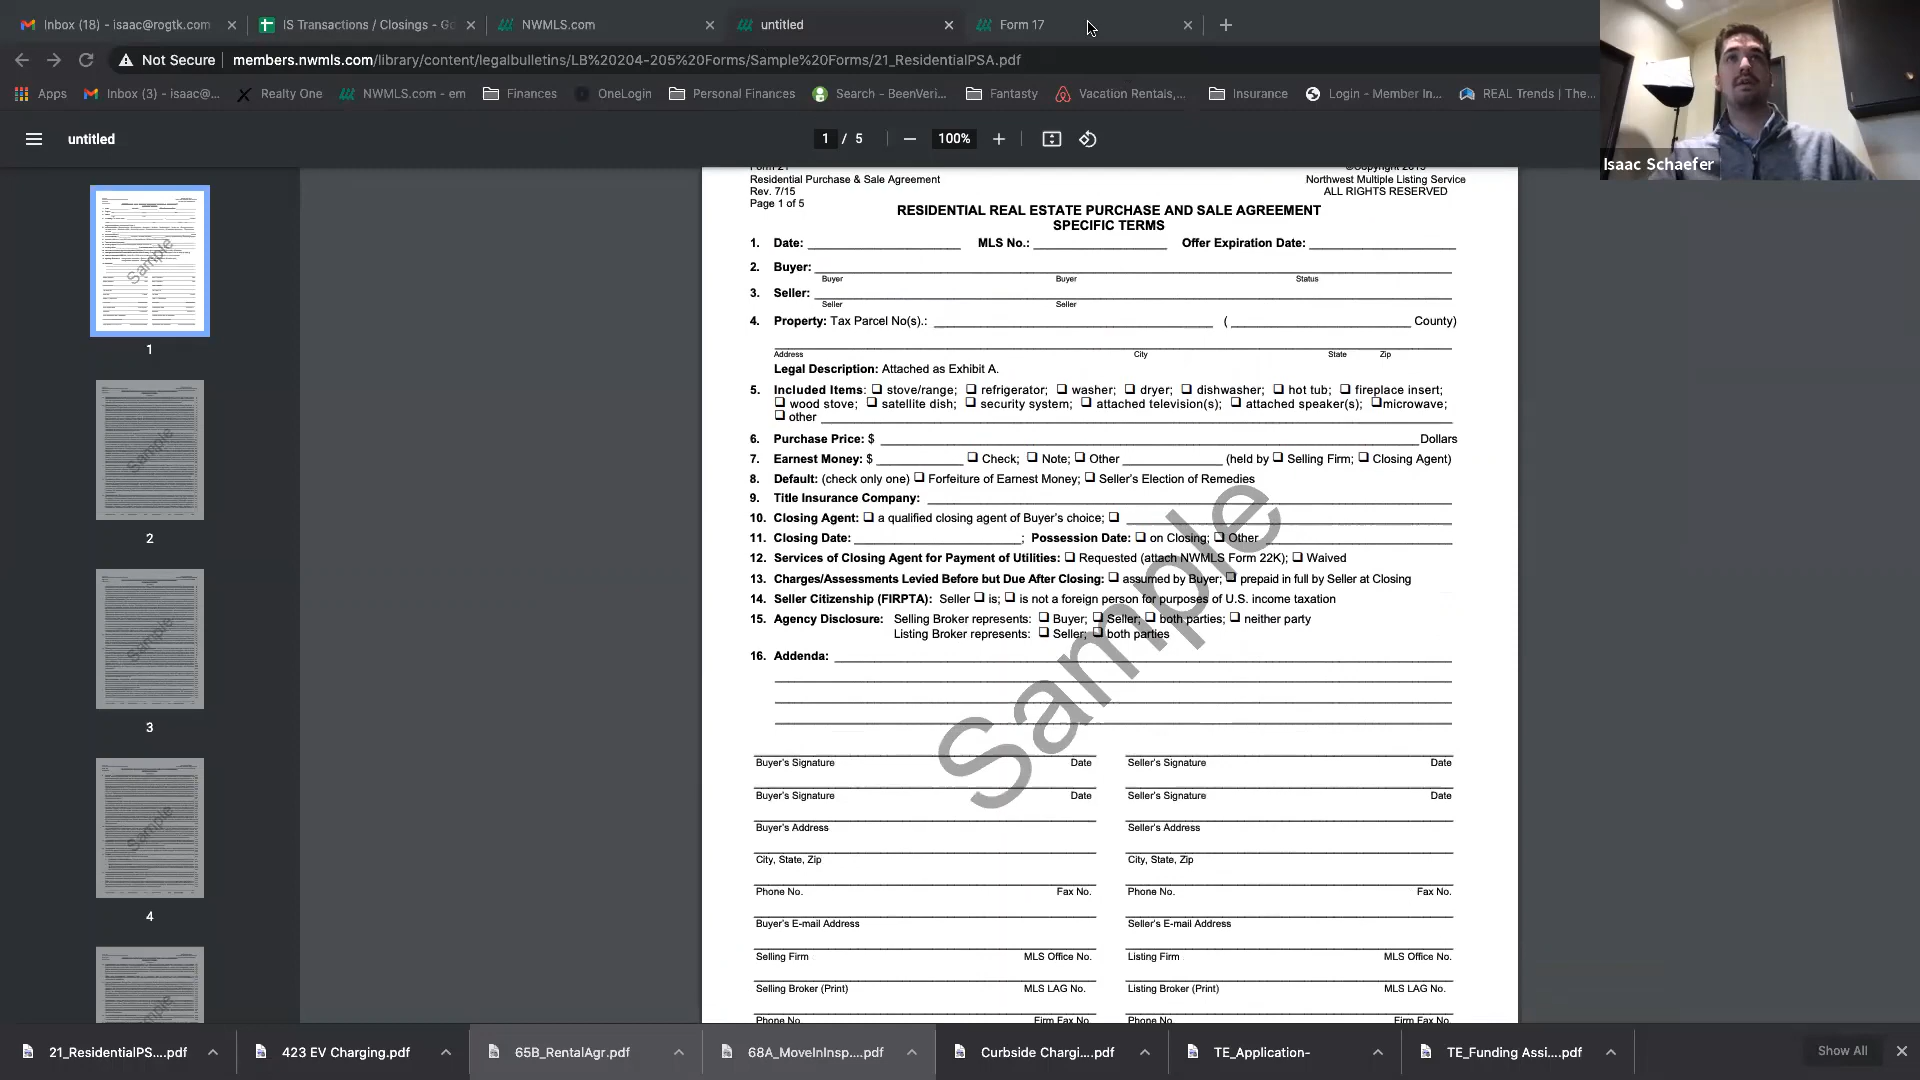 Inbox (18) - isaac@rogtk.com
IS Transactions / Closings - Go
NWMLS.com
untitled
Form 17
Not Secure
members.nwmls.com/library/content/legalbulletins/LB%20204-205%20Forms/Sample%20Forms/21_ResidentialPSA.pdf
Apps
Inbox (3) - isaac@...
Realty One
NWMLS.com - em
Finances
OneLogin
Personal Finances
Search - BeenVeri...
Fantasty
Vacation Rentals,...
Insurance
Login - Member In...
REAL Trends | The...
Isaac Schaefer
untitled
1 / 5
100%
1
2
3
4
Form 21
Residential Purchase & Sale Agreement
Rev. 7/15
Page 1 of 5
©Copyright 2015
Northwest Multiple Listing Service
ALL RIGHTS RESERVED
RESIDENTIAL REAL ESTATE PURCHASE AND SALE AGREEMENT
SPECIFIC TERMS
1. Date: MLS No.: Offer Expiration Date:
2. Buyer:
Buyer Buyer Status
3. Seller:
Seller Seller
4. Property: Tax Parcel No(s).: ( County)
Address City State Zip
Legal Description: Attached as Exhibit A.
5. Included Items: ❑ stove/range; ❑ refrigerator; ❑ washer; ❑ dryer; ❑ dishwasher; ❑ hot tub; ❑ fireplace insert;
❑ wood stove; ❑ satellite dish; ❑ security system; ❑ attached television(s); ❑ attached speaker(s); ❑microwave;
❑ other
6. Purchase Price: $ Dollars
7. Earnest Money: $ ❑ Check; ❑ Note; ❑ Other (held by ❑ Selling Firm; ❑ Closing Agent)
8. Default: (check only one) ❑ Forfeiture of Earnest Money; ❑ Seller's Election of Remedies
9. Title Insurance Company:
10. Closing Agent: ❑ a qualified closing agent of Buyer's choice; ❑
11. Closing Date: ; Possession Date: ❑ on Closing; ❑ Other
12. Services of Closing Agent for Payment of Utilities: ❑ Requested (attach NWMLS Form 22K); ❑ Waived
13. Charges/Assessments Levied Before but Due After Closing: ❑ assumed by Buyer; ❑ prepaid in full by Seller at Closing
14. Seller Citizenship (FIRPTA): Seller ❑ is; ❑ is not a foreign person for purposes of U.S. income taxation
15. Agency Disclosure: Selling Broker represents: ❑ Buyer; ❑ Seller; ❑ both parties; ❑ neither party
Listing Broker represents: ❑ Seller; ❑ both parties
16. Addenda:
Sample
Buyer's Signature Date Seller's Signature Date
Buyer's Signature Date Seller's Signature Date
Buyer's Address Seller's Address
City, State, Zip City, State, Zip
Phone No. Fax No. Phone No. Fax No.
Buyer's E-mail Address Seller's E-mail Address
Selling Firm MLS Office No. Listing Firm MLS Office No.
Selling Broker (Print) MLS LAG No. Listing Broker (Print) MLS LAG No.
Phone No. Firm Fax No. Phone No. Firm Fax No.
21_ResidentialPS....pdf
423 EV Charging.pdf
65B_RentalAgr.pdf
68A_MoveInInsp....pdf
Curbside Chargi....pdf
TE_Application-
TE_Funding Assi....pdf
Show All